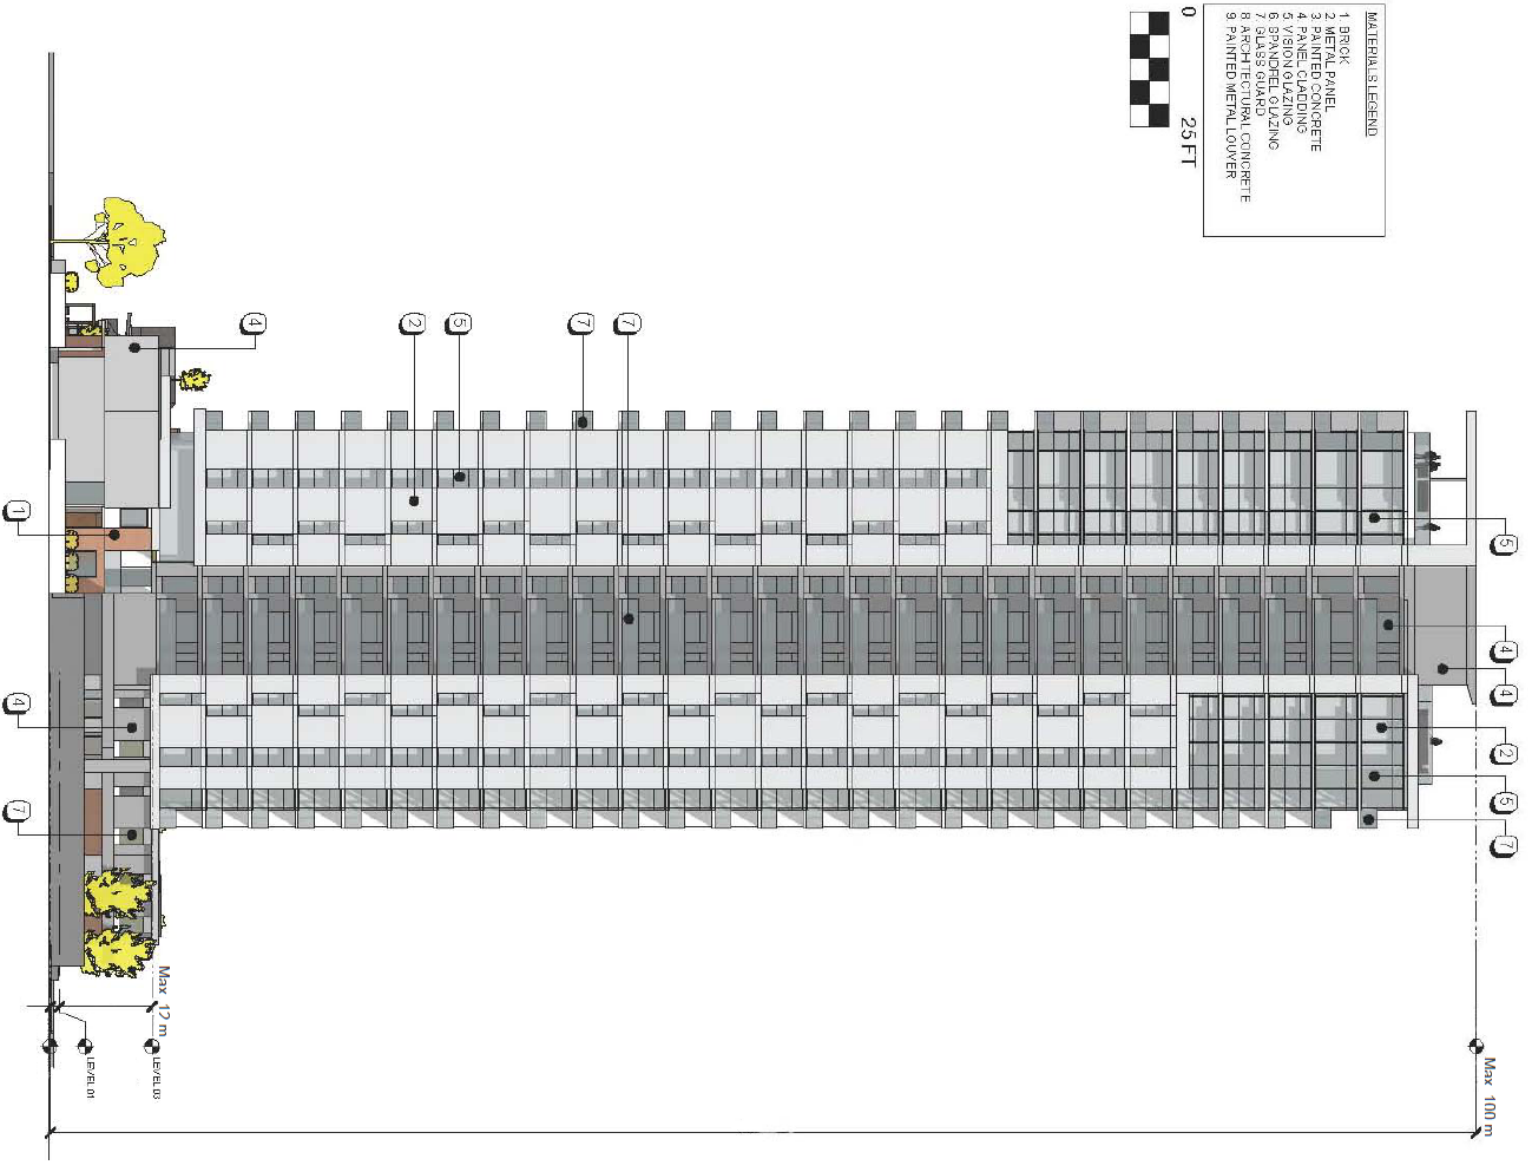 MATERIALS LEGEND
1. BRICK
2. METAL PANEL
3. PAINTED CONCRETE
4. PANEL CLADDING
5. VISION GLAZING
6. SPANDREL GLAZING
7. GLASS GUARD
8. ARCHITECTURAL CONCRETE
9. PAINTED METAL LOUVER
0 25 FT
Max 100 m
5
4
4
2
5
7
7
7
5
2
4
1
4
7
Max 12 m
LEVEL 03
LEVEL 01